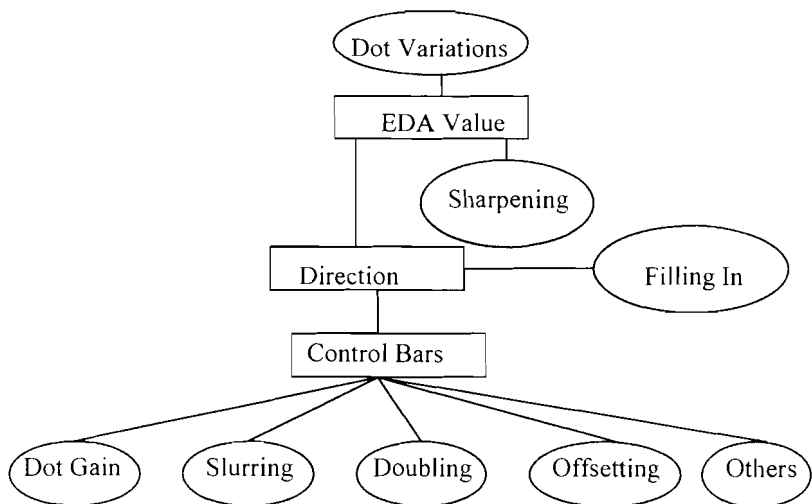 Dot Variations
EDA Value
Sharpening
Direction
Filling In
Control Bars
Dot Gain
Slurring
Doubling
Offsetting
Others